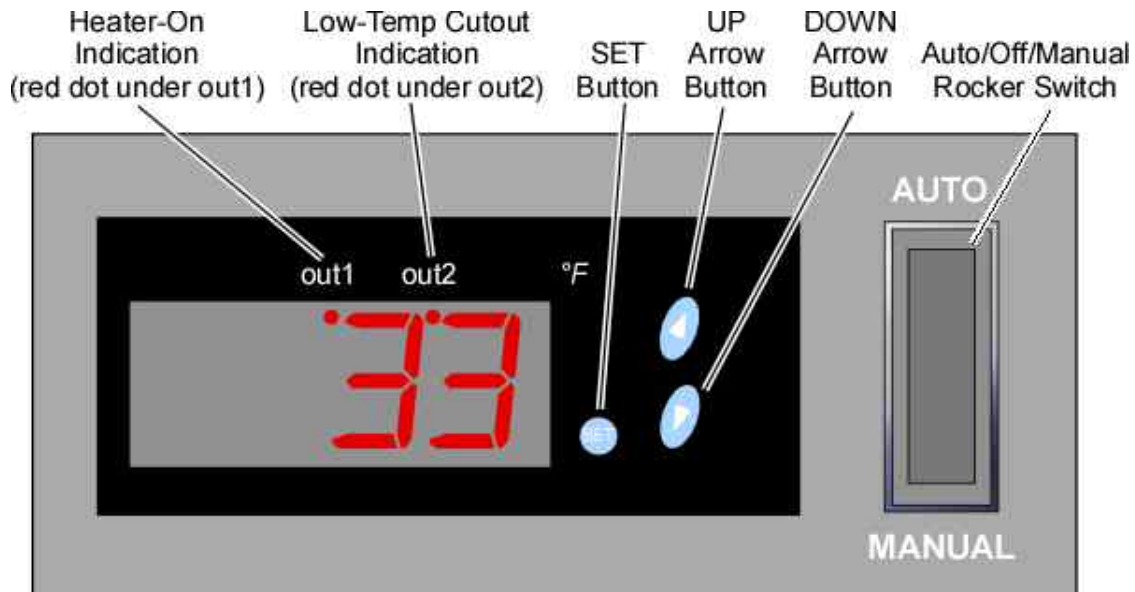 Heater-On
Indication
(red dot under out1)
Low-Temp Cutout
Indication
(red dot under out2)
SET
Button
UP
Arrow
Button
DOWN
Arrow
Button
Auto/Off/Manual
Rocker Switch
AUTO
out1 out2 °F
33
SET
MANUAL